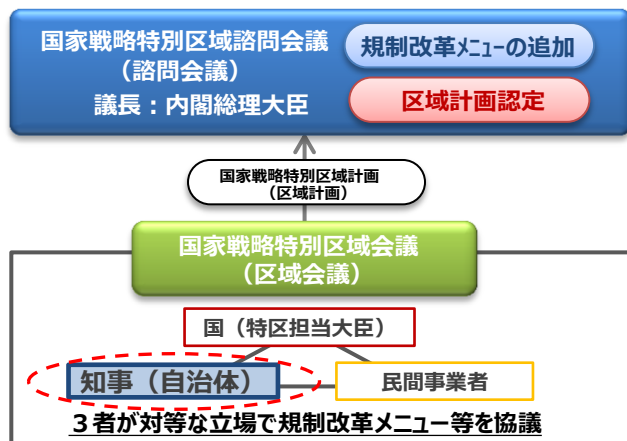 国家戦略特別区域諮問会議
（諮問会議）
議長：内閣総理大臣
規制改革メニューの追加
区域計画認定
国家戦略特別区域計画
（区域計画）
国家戦略特別区域会議
（区域会議）
国（特区担当大臣）
知事（自治体）
民間事業者
３者が対等な立場で規制改革メニュー等を協議